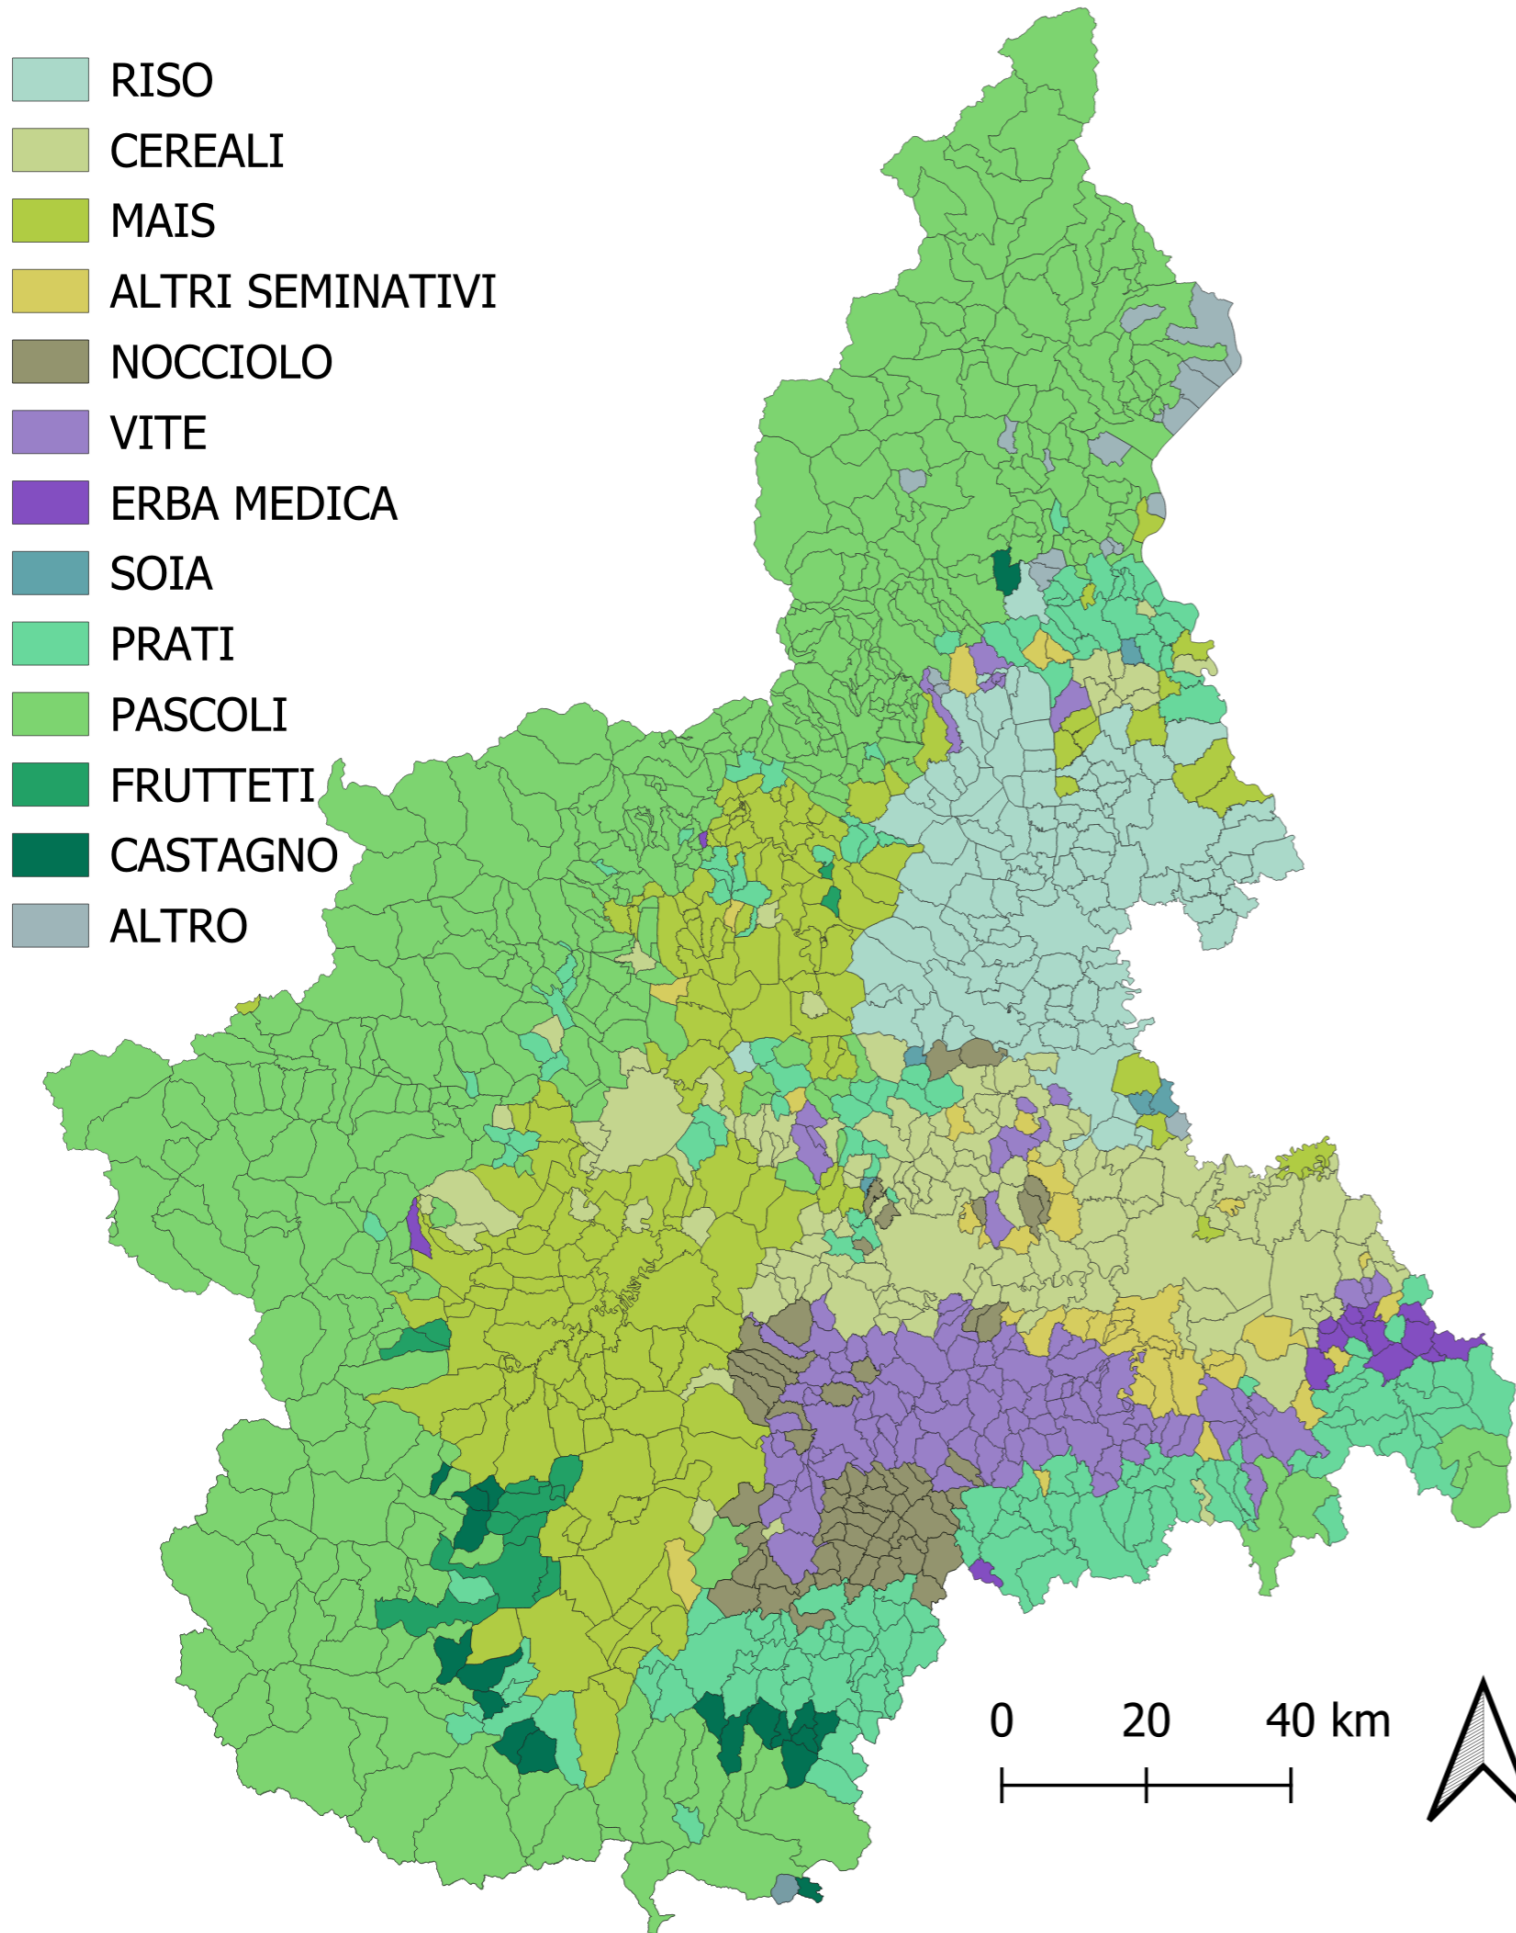 RISO
CEREALI
MAIS
ALTRI SEMINATIVI
NOCCIOLO
VITE
ERBA MEDICA
SOIA
PRATI
PASCOLI
FRUTTETI
CASTAGNO
ALTRO
0 20 40 km